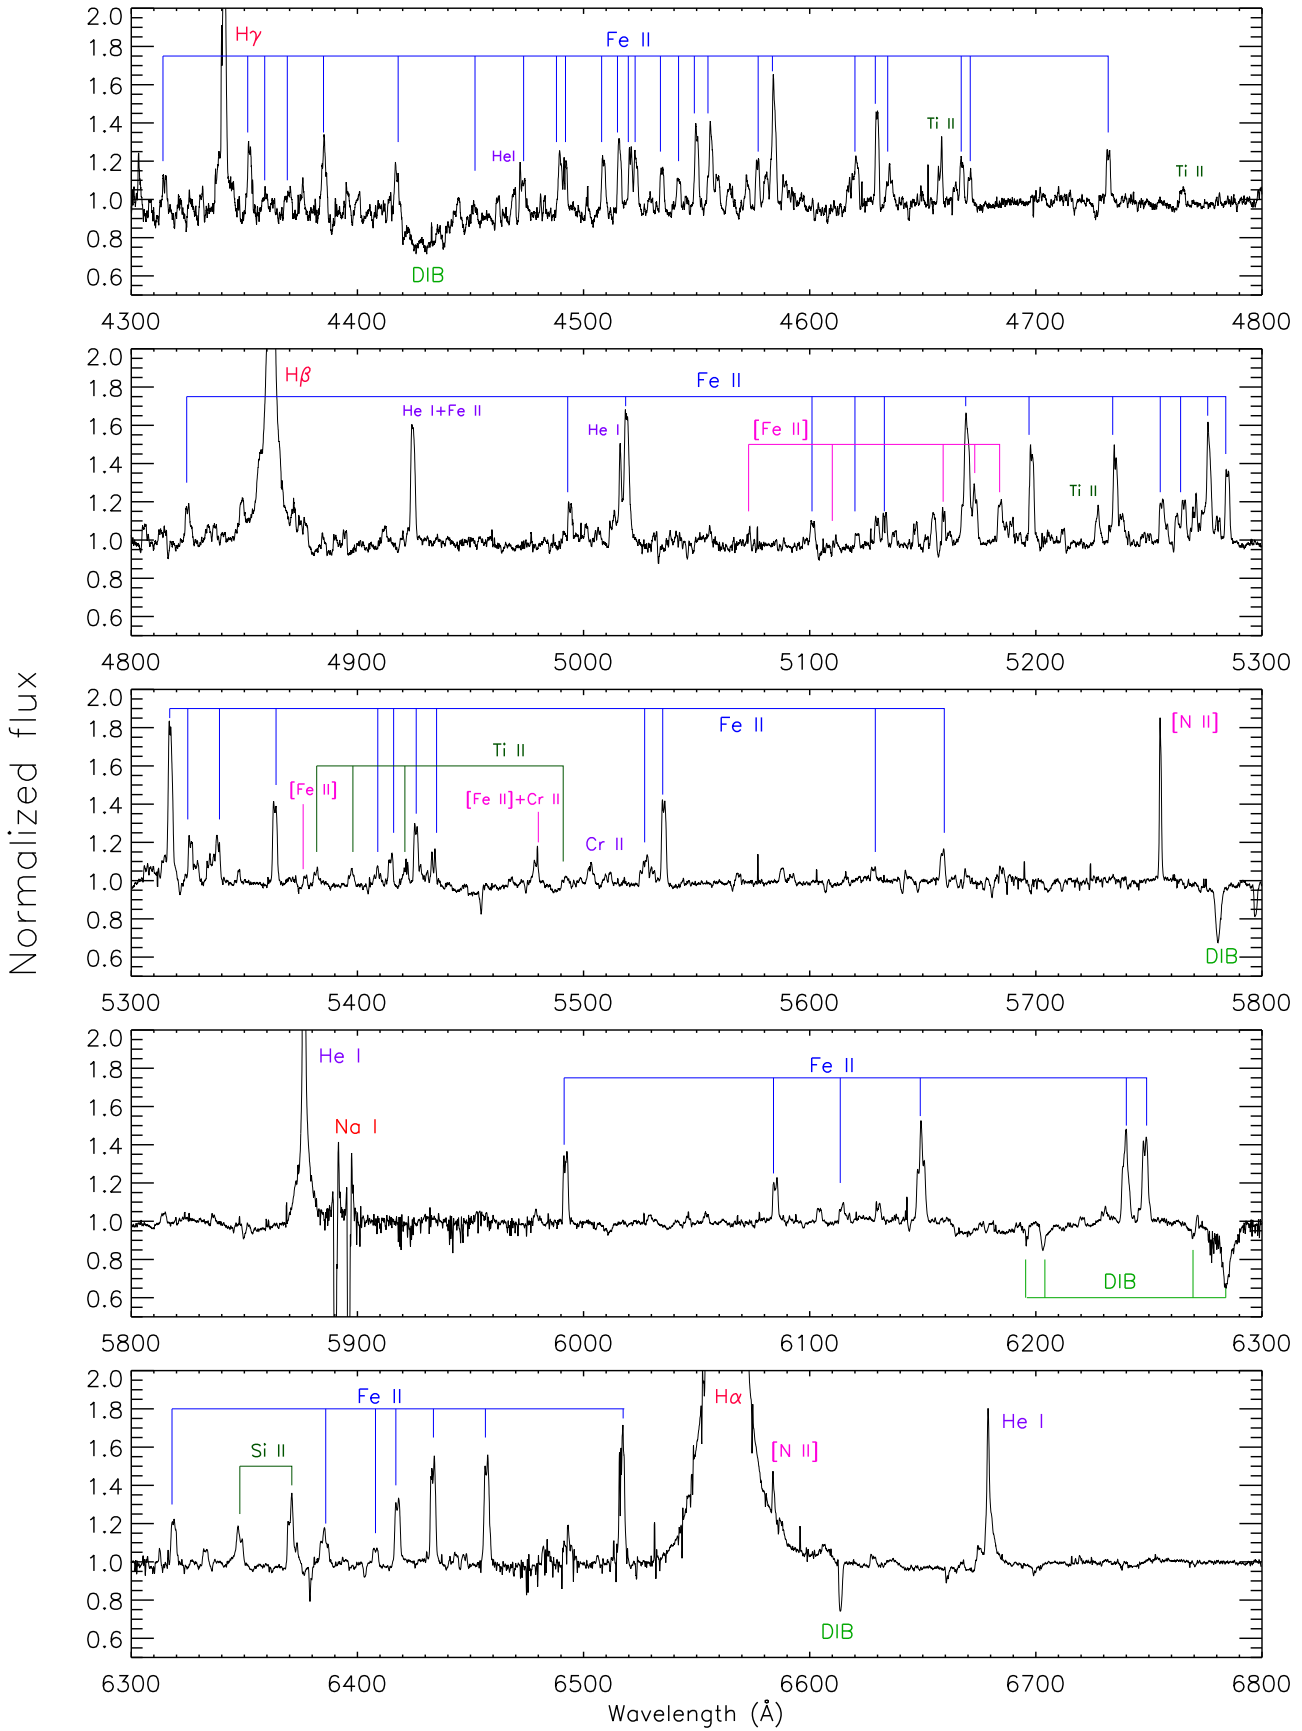 Normalized flux
2.0
Hγ Fe II
1.8
1.6
1.4
HeI Ti II
1.2
Ti II
1.0
0.8
DIB
0.6
4300 4400 4500 4600 4700 4800
2.0
Hβ Fe II
1.8
He I+Fe II
1.6
He I [Fe II]
1.4
Ti II
1.2
1.0
0.8
0.6
4800 4900 5000 5100 5200 5300
2.0
Fe II [N II]
1.8
Ti II
1.6
[Fe II] [Fe II]+Cr II
1.4
1.2
Cr II
1.0
0.8
DIB
0.6
5300 5400 5500 5600 5700 5800
2.0
He I Fe II
1.8
1.6
Na I
1.4
1.2
1.0
0.8
DIB
0.6
5800 5900 6000 6100 6200 6300
2.0
Fe II Hα
1.8
He I
Si II [N II]
1.6
1.4
1.2
1.0
0.8
DIB
0.6
6300 6400 6500 6600 6700 6800
Wavelength (Å)